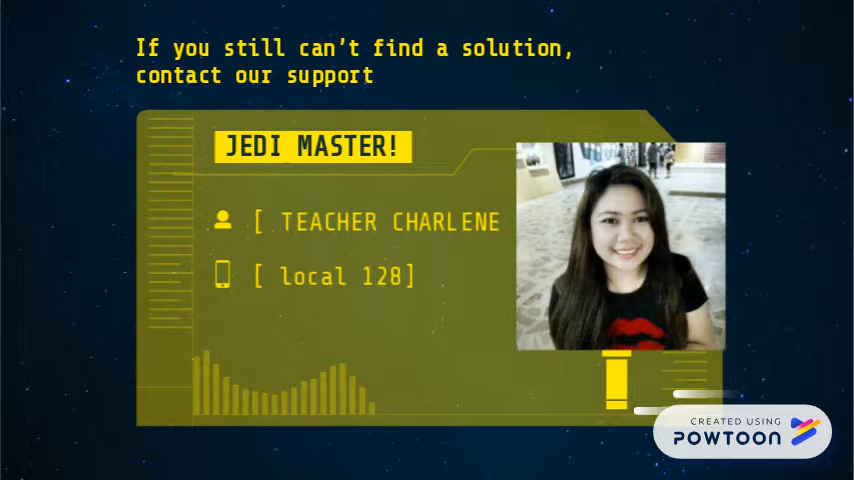 If you still can't find a solution,
contact our support
JEDI MASTER!
[ TEACHER CHARLENE
[ local 128]
CREATED USING
POWTOON